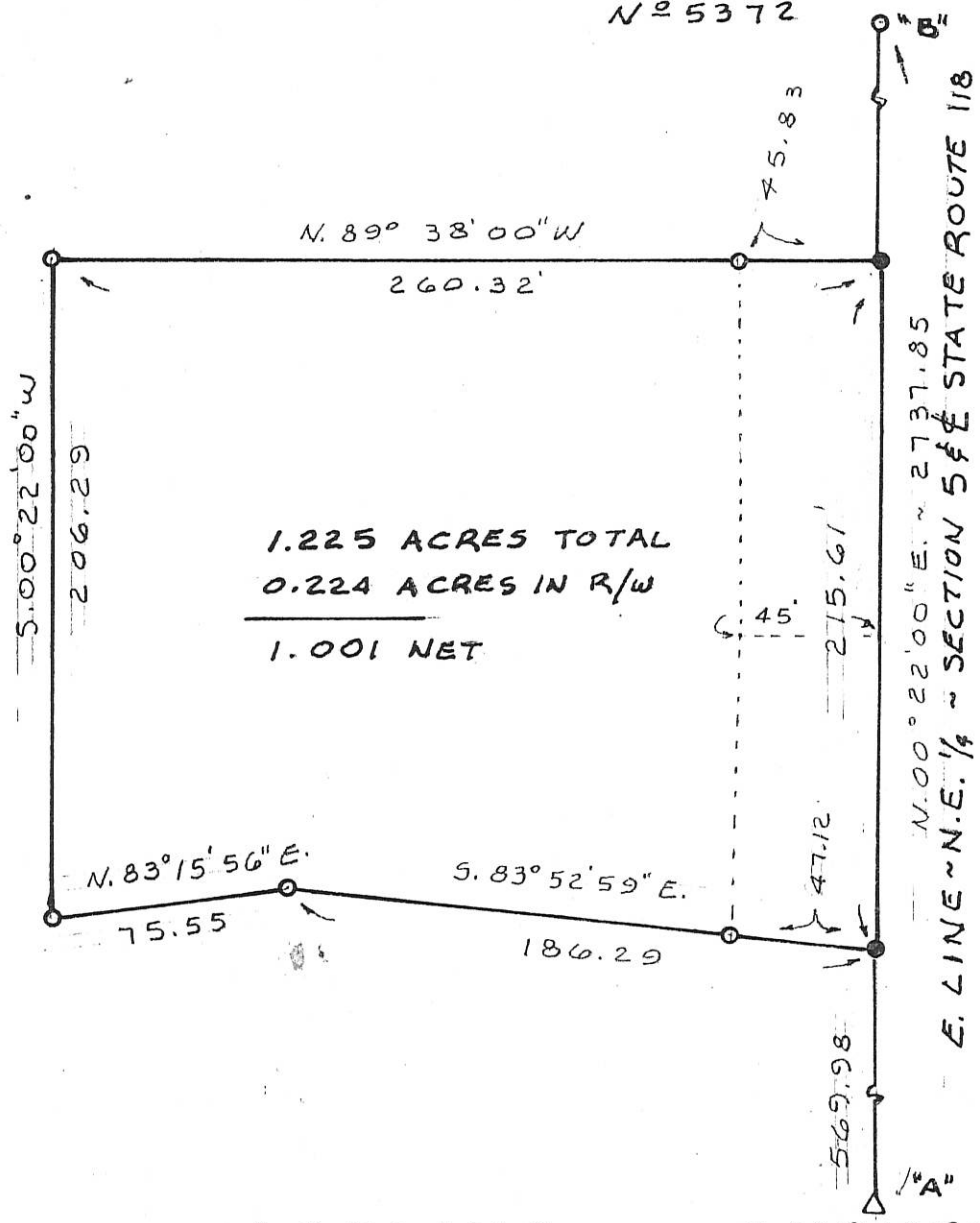 Nº 5372
"B"
45.83
N. 89° 38' 00" W
260.32'
S. 00° 22' 00" W
206.29
1.225 ACRES TOTAL
0.224 ACRES IN R/W
1.001 NET
45'
215.61'
N. 00° 22' 00" E. ~ 2737.85
E. LINE ~ N.E. 1/4 ~ SECTION 5 & ℄ STATE ROUTE 118
N. 83° 15' 56" E.
75.55
S. 83° 52' 59" E.
186.29
47.12'
569.98
"A"